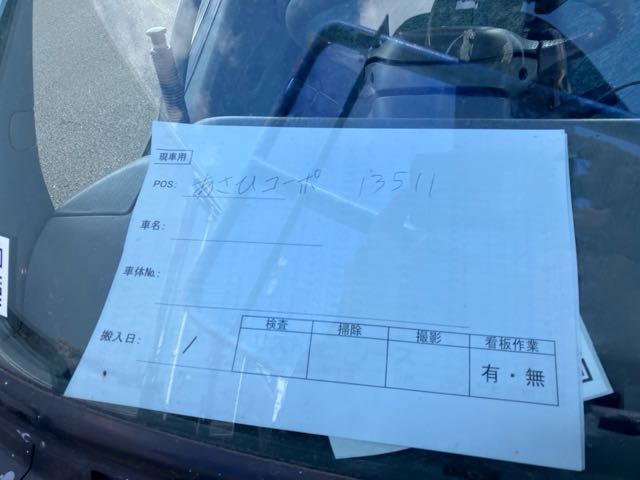 現車用
POS: あさひコーポ 13511
車名:
車体№:
搬入日: /
検査 掃除 撮影 看板作業
有・無